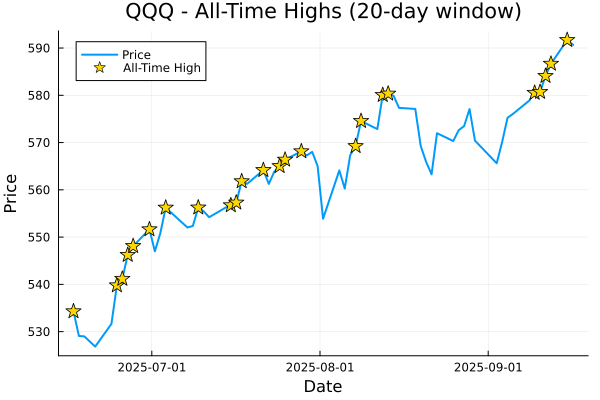 QQQ - All-Time Highs (20-day window)
Price
All-Time High
Price
590
580
570
560
550
540
530
2025-07-01
2025-08-01
2025-09-01
Date